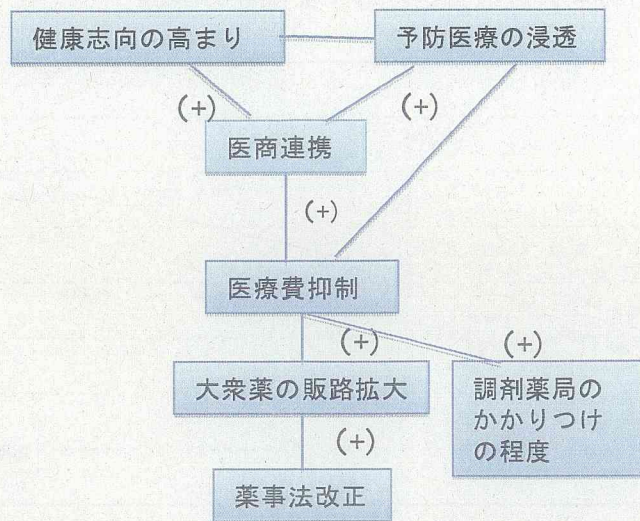 健康志向の高まり
予防医療の浸透
(+)
(+)
医商連携
(+)
医療費抑制
(+)
(+)
大衆薬の販路拡大
調剤薬局の
かかりつけ
の程度
(+)
薬事法改正